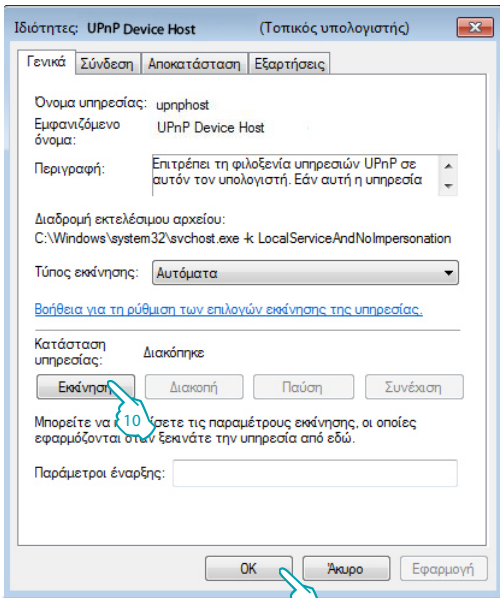 Ιδιότητες: UPnP Device Host (Τοπικός υπολογιστής)
Γενικά Σύνδεση Αποκατάσταση Εξαρτήσεις
Όνομα υπηρεσίας: upnphost
Εμφανιζόμενο
όνομα:
UPnP Device Host
Περιγραφή:
Επιτρέπει τη φιλοξενία υπηρεσιών UPnP σε
αυτόν τον υπολογιστή. Εάν αυτή η υπηρεσία
Διαδρομή εκτελέσιμου αρχείου:
C:\Windows\system32\svchost.exe -k LocalServiceAndNoImpersonation
Τύπος εκκίνησης: Αυτόματα
Βοήθεια για τη ρύθμιση των επιλογών εκκίνησης της υπηρεσίας.
Κατάσταση
υπηρεσίας:
Διακόπηκε
Εκκίνηση Διακοπή Παύση Συνέχιση
10
Μπορείτε να τις παραμέτρους εκκίνησης, οι οποίες
εφαρμόζονται όταν ξεκινάτε την υπηρεσία από εδώ.
Παράμετροι έναρξης:
OK Άκυρο Εφαρμογή